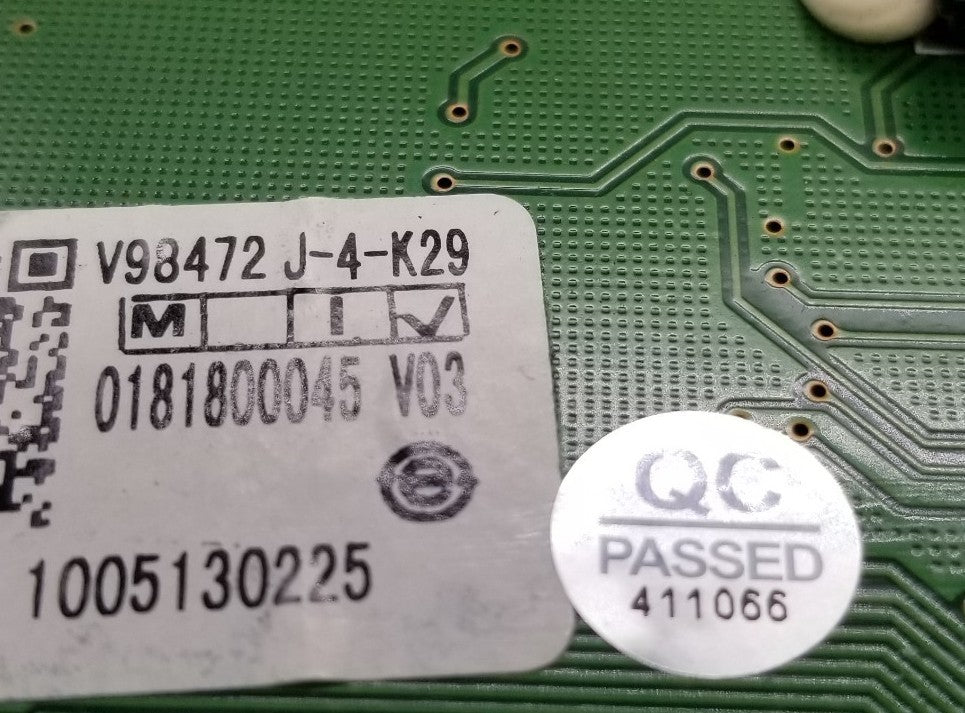 V98472 J-4-K29
M I ✓
0181800045 V03
1005130225
QC
PASSED
411066